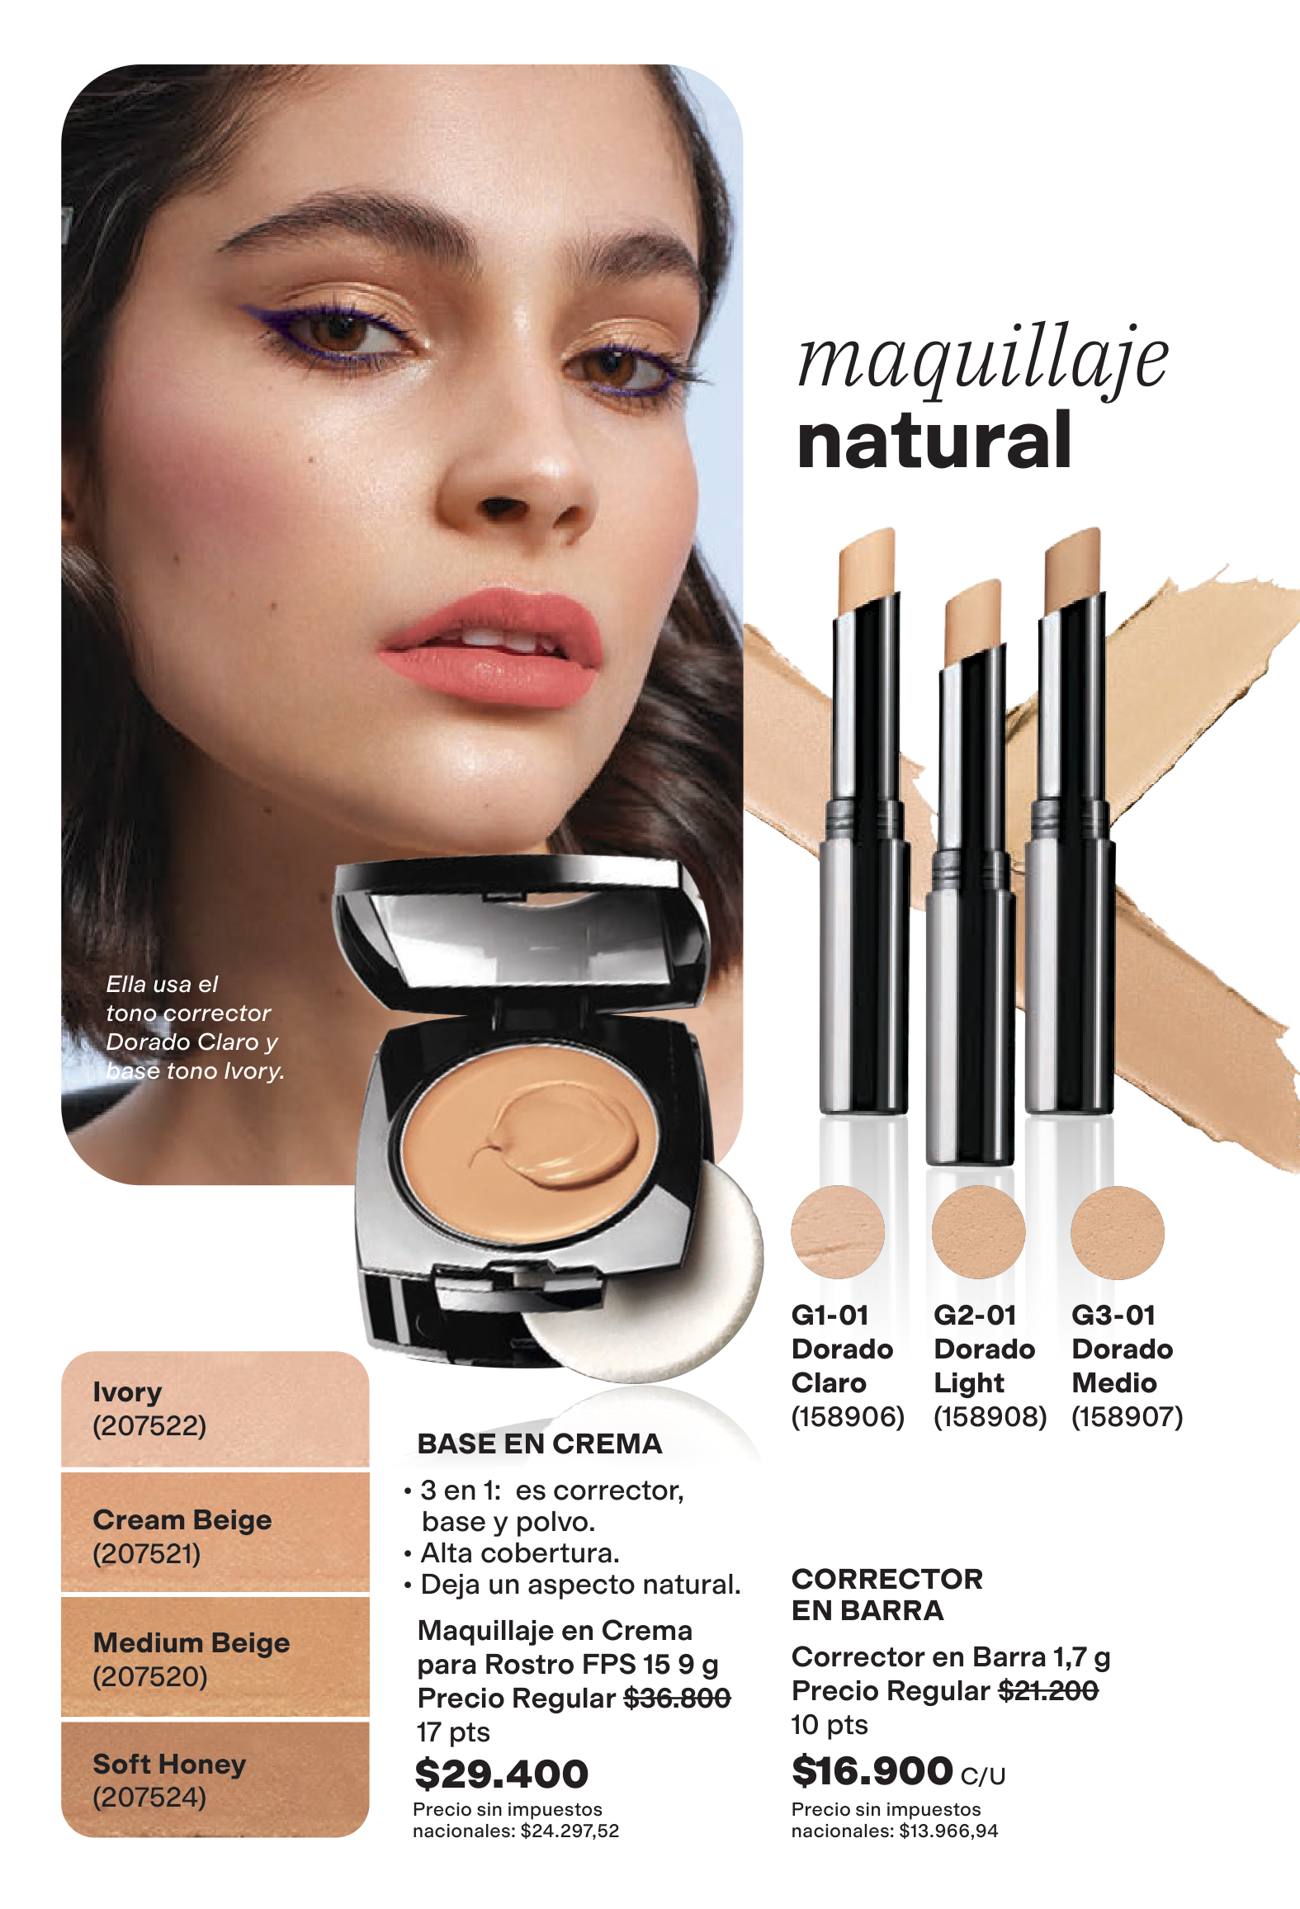 maquillaje
natural
Ella usa el
tono corrector
Dorado Claro y
base tono Ivory.
G1-01
Dorado
Claro
(158906)
G2-01
Dorado
Light
(158908)
G3-01
Dorado
Medio
(158907)
Ivory
(207522)
Cream Beige
(207521)
Medium Beige
(207520)
Soft Honey
(207524)
BASE EN CREMA
• 3 en 1: es corrector,
base y polvo.
• Alta cobertura.
• Deja un aspecto natural.
Maquillaje en Crema
para Rostro FPS 15 9 g
Precio Regular $36.800
17 pts
$29.400
Precio sin impuestos
nacionales: $24.297,52
CORRECTOR
EN BARRA
Corrector en Barra 1,7 g
Precio Regular $21.200
10 pts
$16.900 C/U
Precio sin impuestos
nacionales: $13.966,94